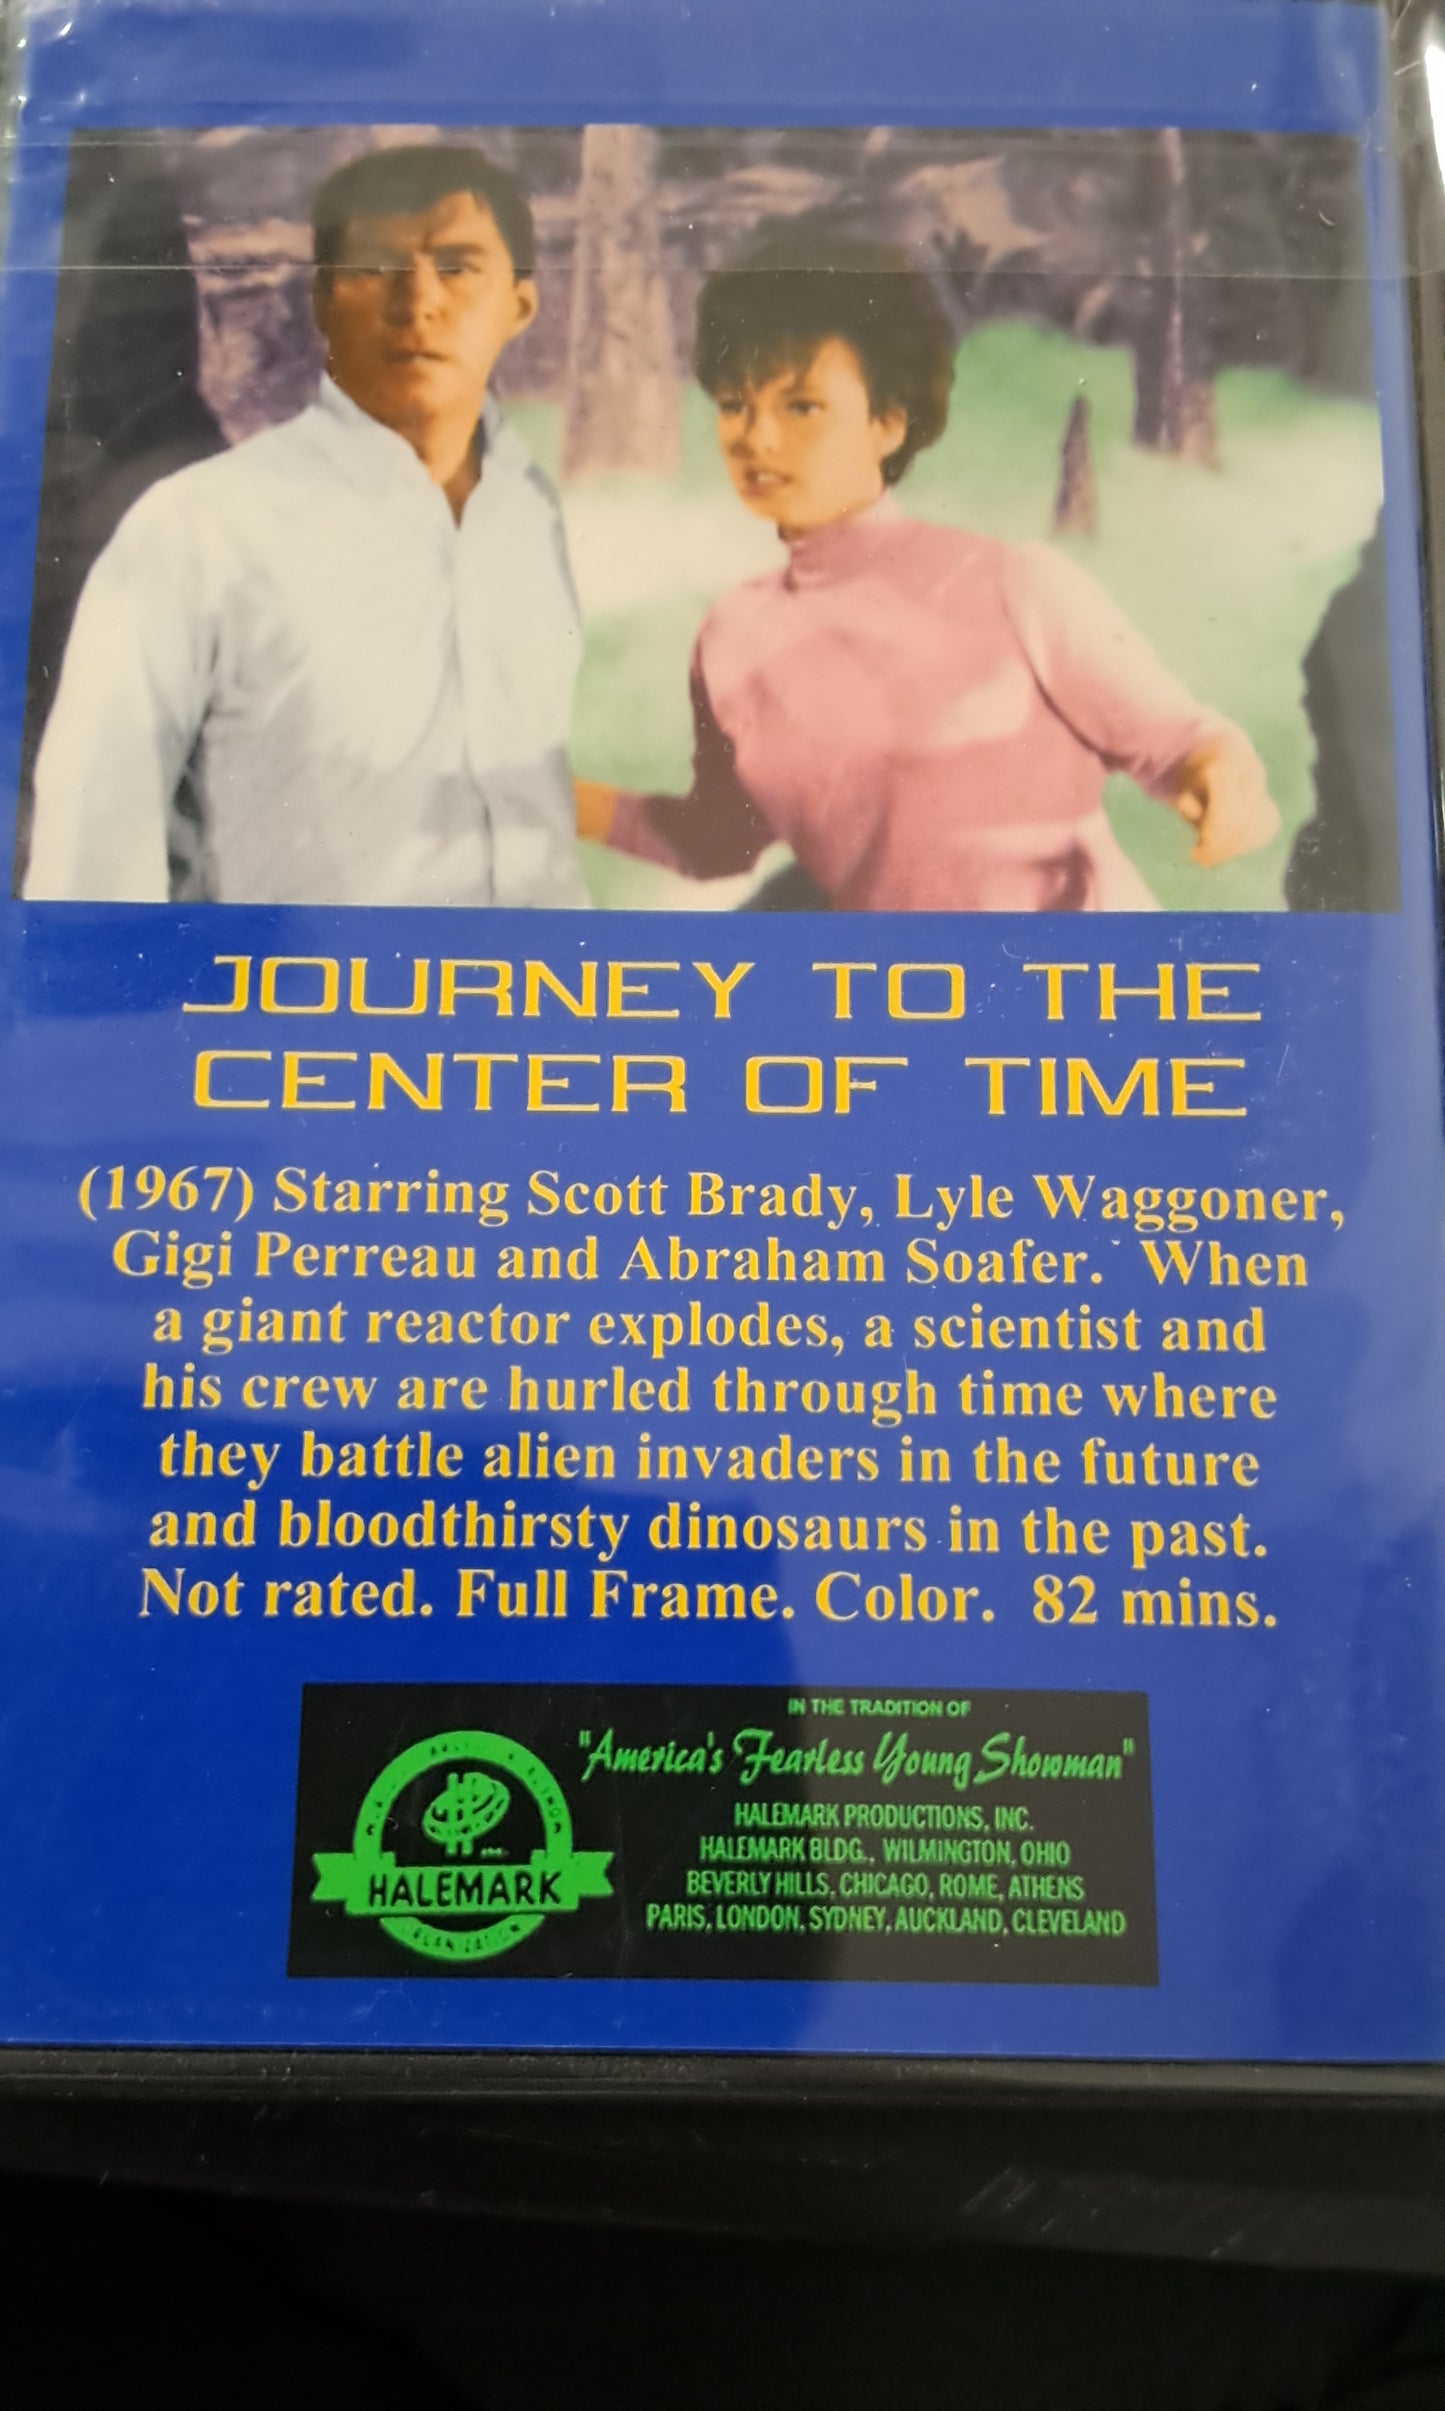 JOURNEY TO THE
CENTER OF TIME
(1967) Starring Scott Brady, Lyle Waggoner,
Gigi Perreau and Abraham Soafer. When
a giant reactor explodes, a scientist and
his crew are hurled through time where
they battle alien invaders in the future
and bloodthirsty dinosaurs in the past.
Not rated. Full Frame. Color. 82 mins.
IN THE TRADITION OF
"America's Fearless Young Showman"
HALEMARK PRODUCTIONS, INC.
HALEMARK BLDG., WILMINGTON, OHIO
BEVERLY HILLS, CHICAGO, ROME, ATHENS
PARIS, LONDON, SYDNEY, AUCKLAND, CLEVELAND
HALEMARK